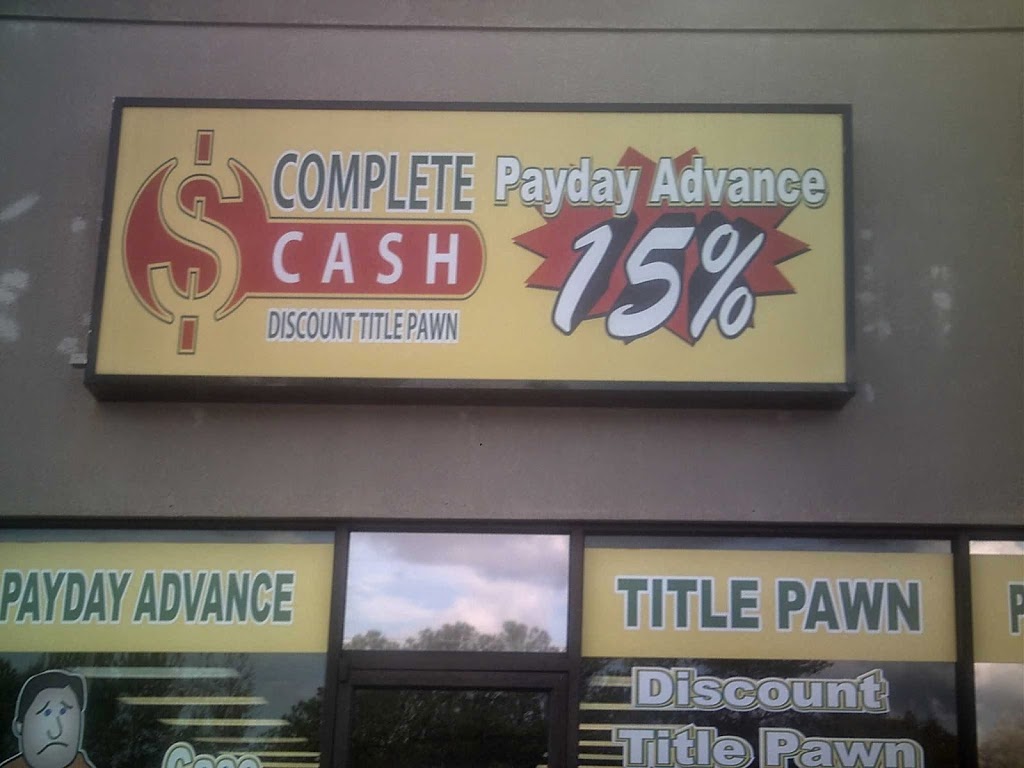 $
COMPLETE
CASH
DISCOUNT TITLE PAWN
Payday Advance
15%
PAYDAY ADVANCE
TITLE PAWN
P
Discount
Title Pawn